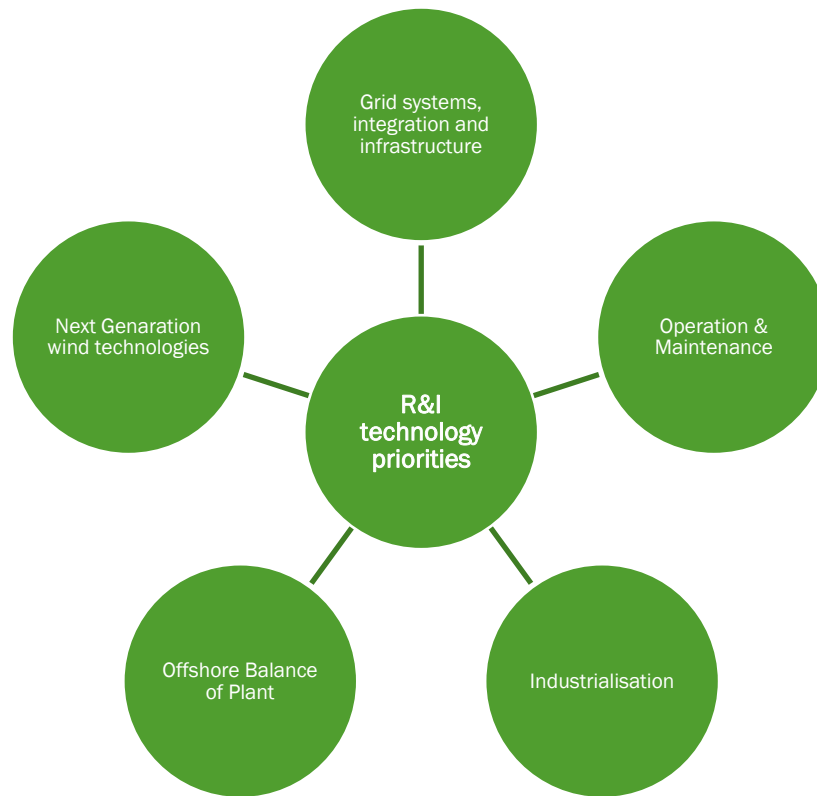 Grid systems,
integration and
infrastructure
Next Genaration
wind technologies
Operation &
Maintenance
R&I
technology
priorities
Offshore Balance
of Plant
Industrialisation